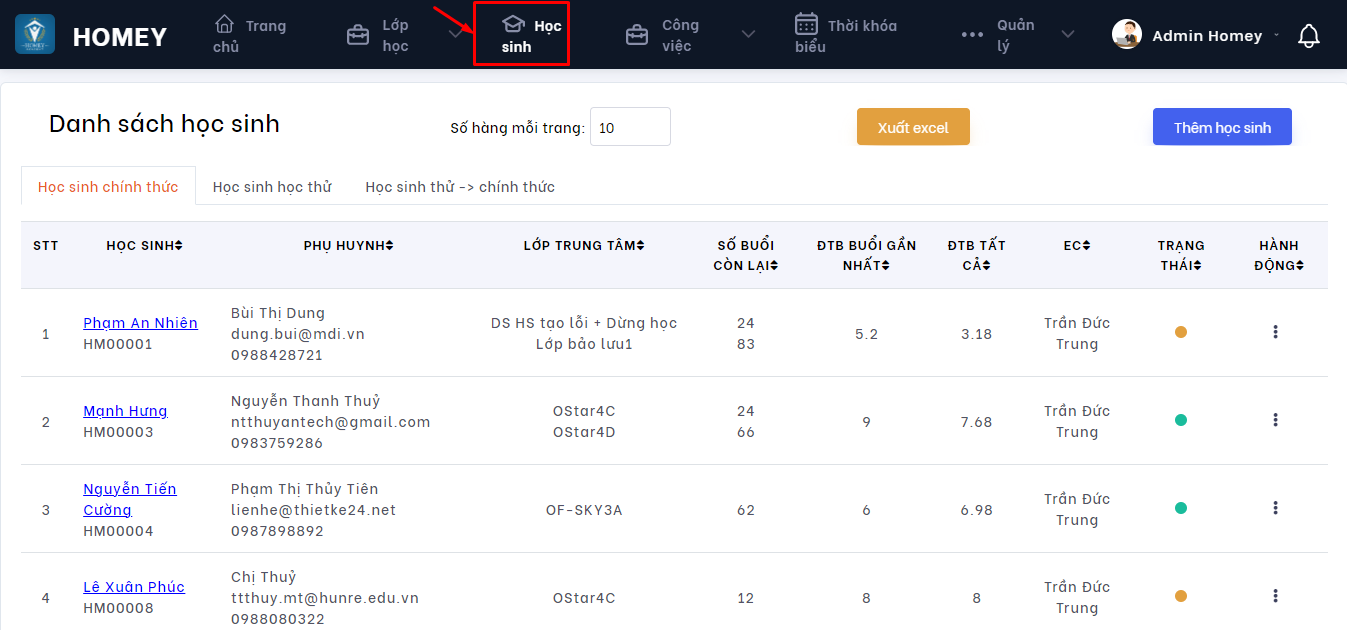 HOMEY
Trang chủ
Lớp học
Học sinh
Công việc
Thời khóa biểu
Quản lý
Admin Homey
Danh sách học sinh
Số hàng mỗi trang: 10
Xuất excel
Thêm học sinh
Học sinh chính thức
Học sinh học thử
Học sinh thử -> chính thức
STT
HỌC SINH
PHỤ HUYNH
LỚP TRUNG TÂM
SỐ BUỔI CÒN LẠI
ĐTB BUỔI GẦN NHẤT
ĐTB TẤT CẢ
EC
TRẠNG THÁI
HÀNH ĐỘNG
1
Phạm An Nhiên
HM00001
Bùi Thị Dung
dung.bui@mdi.vn
0988428721
DS HS tạo lỗi + Dừng học
Lớp bảo lưu1
24
83
5.2
3.18
Trần Đức
Trung
2
Mạnh Hưng
HM00003
Nguyễn Thanh Thuỷ
ntthuyantech@gmail.com
0983759286
OStar4C
OStar4D
24
66
9
7.68
Trần Đức
Trung
3
Nguyễn Tiến
Cường
HM00004
Phạm Thị Thủy Tiên
lienhe@thietke24.net
0987898892
OF-SKY3A
62
6
6.98
Trần Đức
Trung
4
Lê Xuân Phúc
HM00008
Chị Thuỷ
ttthuy.mt@hunre.edu.vn
0988080322
OStar4C
12
8
8
Trần Đức
Trung